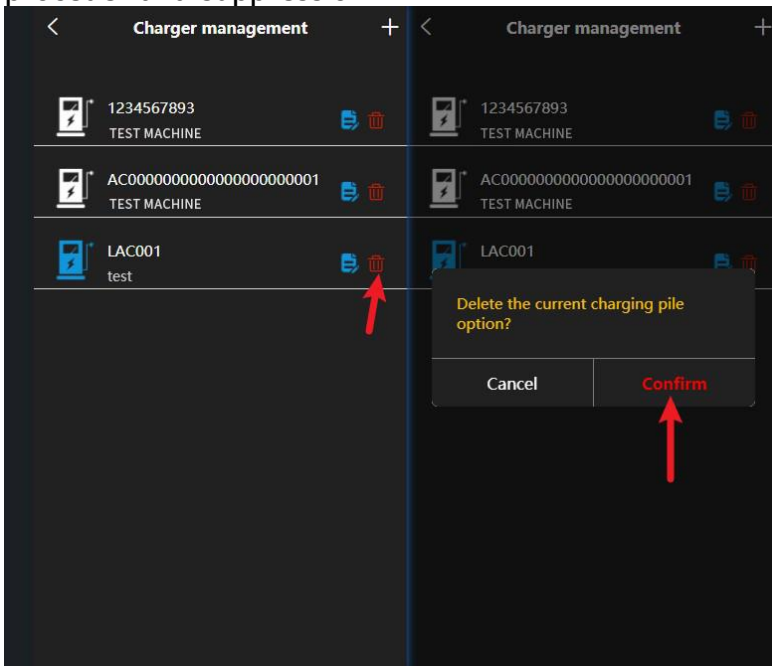 Charger management
1234567893
TEST MACHINE
AC0000000000000000000001
TEST MACHINE
LAC001
test
Charger management
1234567893
TEST MACHINE
AC0000000000000000000001
TEST MACHINE
LAC001
Delete the current charging pile
option?
Cancel
Confirm